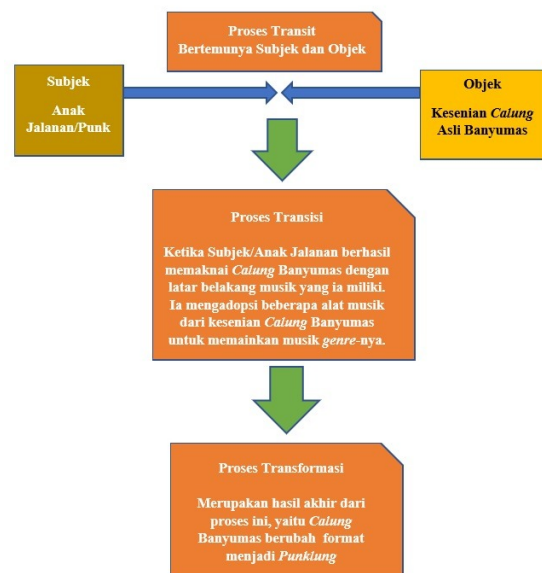 Proses Transit
Bertemunya Subjek dan Objek
Subjek
Anak
Jalanan/Punk
Objek
Kesenian Calung
Asli Banyumas
Proses Transisi
Ketika Subjek/Anak Jalanan berhasil
memaknai Calung Banyumas dengan
latar belakang musik yang ia miliki.
Ia mengadopsi beberapa alat musik
dari kesenian Calung Banyumas
untuk memainkan musik genre-nya.
Proses Transformasi
Merupakan hasil akhir dari
proses ini, yaitu Calung
Banyumas berubah format
menjadi Punklung